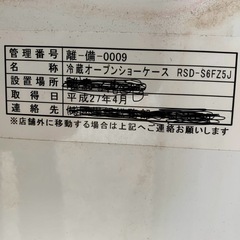 管理番号 離-備-0009
名称 冷蔵オープンショーケース RSD-S6FZ5J
設置場所
取得日 平成27年4月
連絡先
※外部に移動する場合は上記へご連絡お願いします